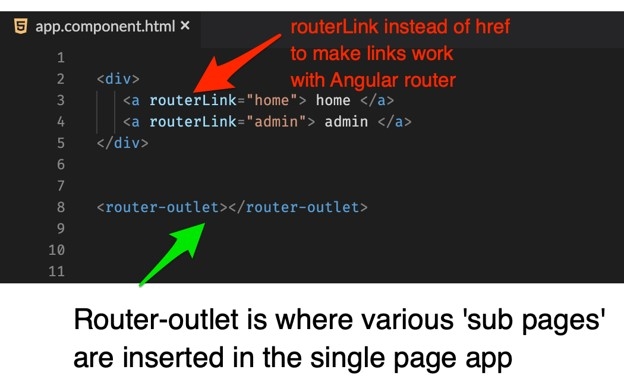 app.component.html ×
routerLink instead of href
to make links work
with Angular router
1
2 <div>
3 <a routerLink="home"> home </a>
4 <a routerLink="admin"> admin </a>
5 </div>
6
7
8 <router-outlet></router-outlet>
9
10
11
Router-outlet is where various 'sub pages'
are inserted in the single page app